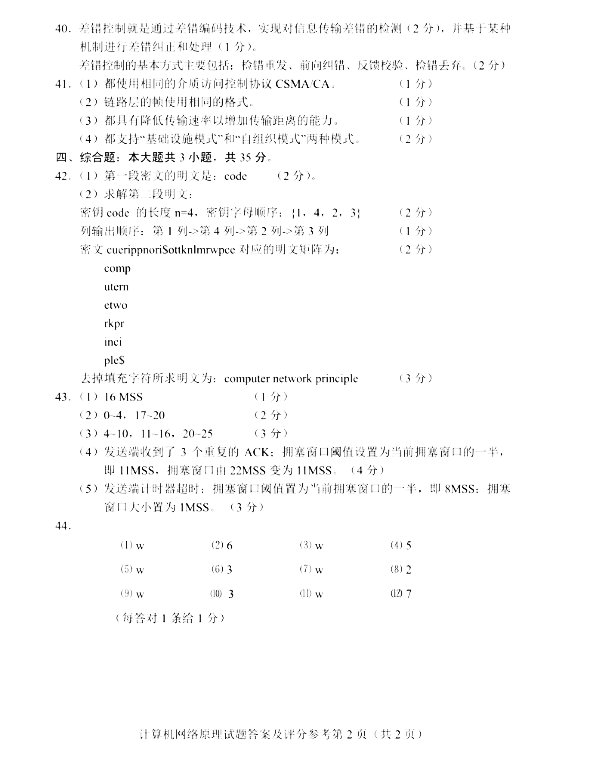 40. 差错控制就是通过差错编码技术，实现对信息传输差错的检测（2 分），并基于某种
机制进行差错纠正和处理（1 分）。
差错控制的基本方式主要包括：检错重发、前向纠错、反馈校验、检错丢弃。（2 分）
41.（1）都使用相同的介质访问控制协议 CSMA/CA。 （1 分）
（2）链路层的帧使用相同的格式。 （1 分）
（3）都具有降低传输速率以增加传输距离的能力。 （1 分）
（4）都支持“基础设施模式”和“自组织模式”两种模式。 （2 分）
四、综合题：本大题共 3 小题，共 35 分。
42.（1）第一段密文的明文是：code （2 分）。
（2）求解第二段明文：
密钥 code 的长度 n=4，密钥字母顺序：{1，4，2，3} （2 分）
列输出顺序：第 1 列->第 4 列->第 2 列->第 3 列 （1 分）
密文 cuerippnori$ottknlmrwpce 对应的明文矩阵为： （2 分）
comp
utern
etwo
rkpr
inci
ple$
去掉填充字符所求明文为：computer network principle （3 分）
43.（1）16 MSS （1 分）
（2）0~4，17~20 （2 分）
（3）4~10，11~16，20~25 （3 分）
（4）发送端收到了 3 个重复的 ACK；拥塞窗口阈值设置为当前拥塞窗口的一半，
即 11MSS，拥塞窗口由 22MSS 变为 11MSS。（4 分）
（5）发送端计时器超时；拥塞窗口阈值置为当前拥塞窗口的一半，即 8MSS；拥塞
窗口大小置为 1MSS。（3 分）
44.
⑴ w ⑵ 6 ⑶ w ⑷ 5
⑸ w ⑹ 3 ⑺ w ⑻ 2
⑼ w ⑽ 3 ⑾ w ⑿ 7
（每答对 1 条给 1 分）
计算机网络原理试题答案及评分参考第 2 页（共 2 页）